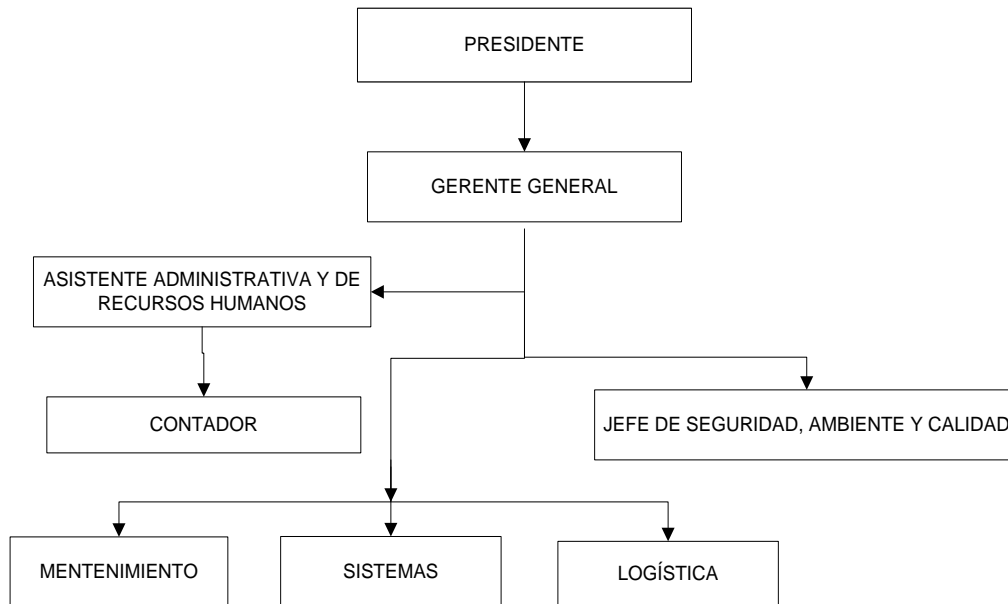 PRESIDENTE
GERENTE GENERAL
ASISTENTE ADMINISTRATIVA Y DE
RECURSOS HUMANOS
CONTADOR
JEFE DE SEGURIDAD, AMBIENTE Y CALIDAD
MENTENIMIENTO
SISTEMAS
LOGÍSTICA